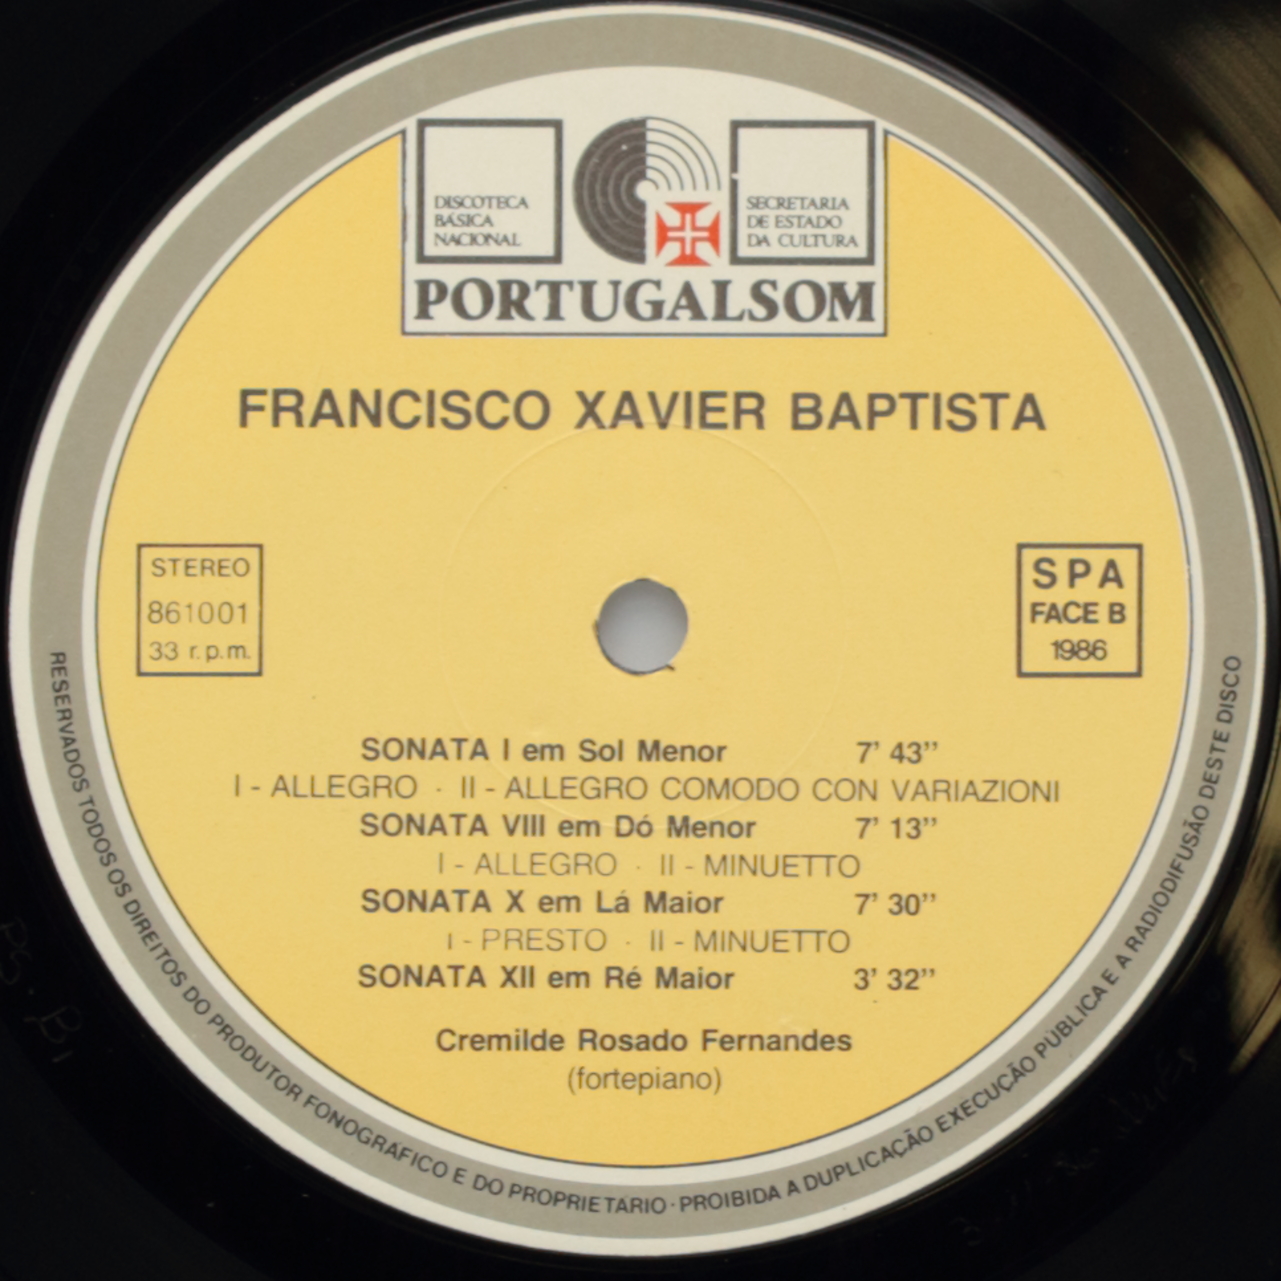 DISCOTECA
BÁSICA
NACIONAL
SECRETARIA
DE ESTADO
DA CULTURA
PORTUGALSOM
FRANCISCO XAVIER BAPTISTA
STEREO
861001
33 r.p.m.
SPA
FACE B
1986
SONATA I em Sol Menor 7' 43''
I - ALLEGRO · II - ALLEGRO COMODO CON VARIAZIONI
SONATA VIII em Dó Menor 7' 13''
I - ALLEGRO · II - MINUETTO
SONATA X em Lá Maior 7' 30''
I - PRESTO · II - MINUETTO
SONATA XII em Ré Maior 3' 32''
Cremilde Rosado Fernandes
(fortepiano)
RESERVADOS TODOS OS DIREITOS DO PRODUTOR FONOGRAFICO E DO PROPRIETARIO · PROIBIDA A DUPLICAÇÃO EXECUÇÃO PÚBLICA E A RADIODIFUSÃO DESTE DISCO